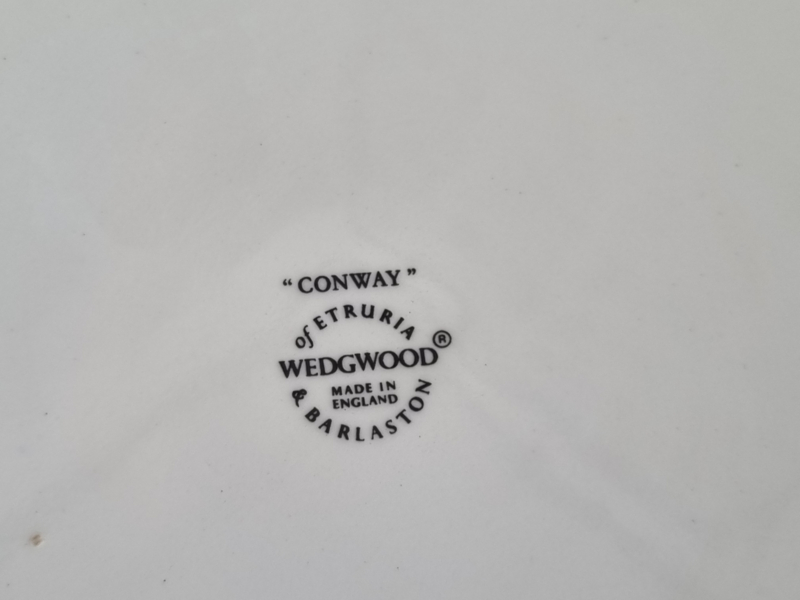 “CONWAY”
of ETRURIA
WEDGWOOD®
MADE IN
ENGLAND
& BARLASTON